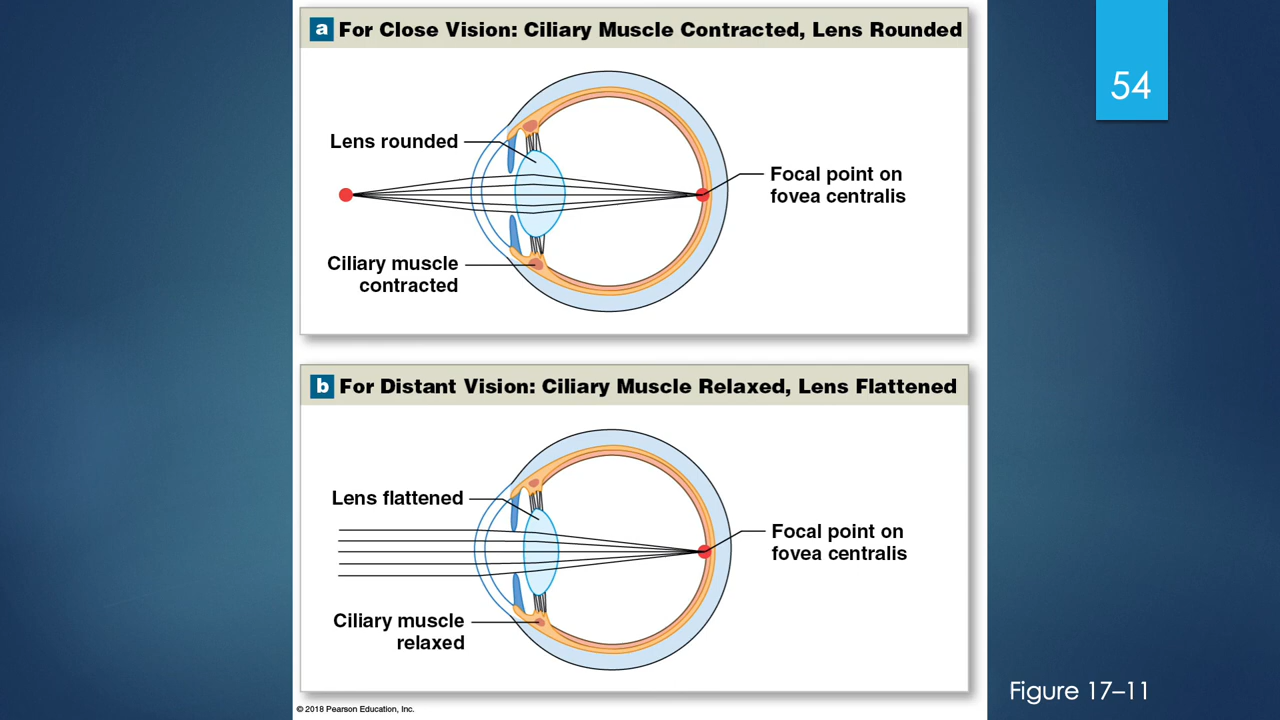 a For Close Vision: Ciliary Muscle Contracted, Lens Rounded
Lens rounded
Focal point on
fovea centralis
Ciliary muscle
contracted
b For Distant Vision: Ciliary Muscle Relaxed, Lens Flattened
Lens flattened
Focal point on
fovea centralis
Ciliary muscle
relaxed
© 2018 Pearson Education, Inc.
54
Figure 17–11